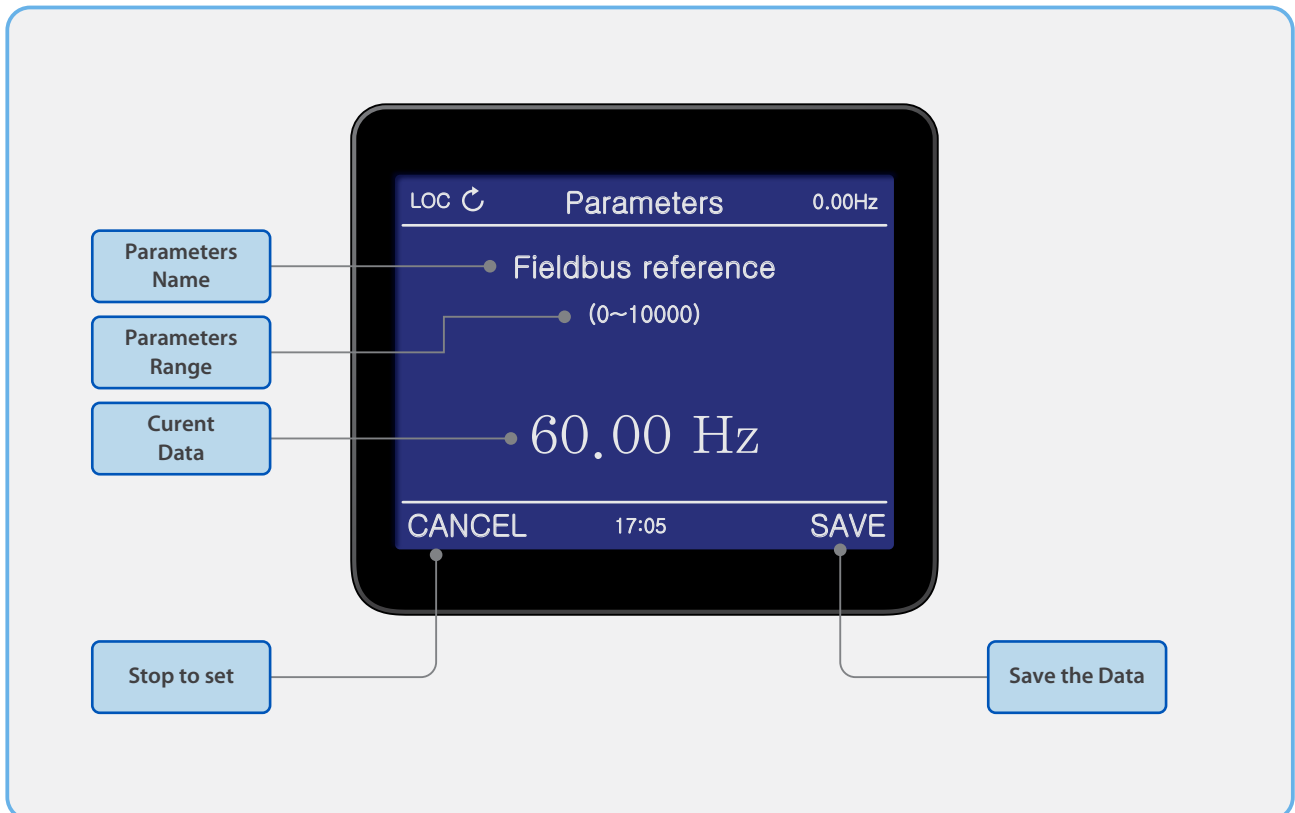 LOC Parameters 0.00Hz
Parameters
Name
Fieldbus reference
Parameters
Range
(0~10000)
Curent
Data
60.00 Hz
CANCEL 17:05 SAVE
Stop to set
Save the Data